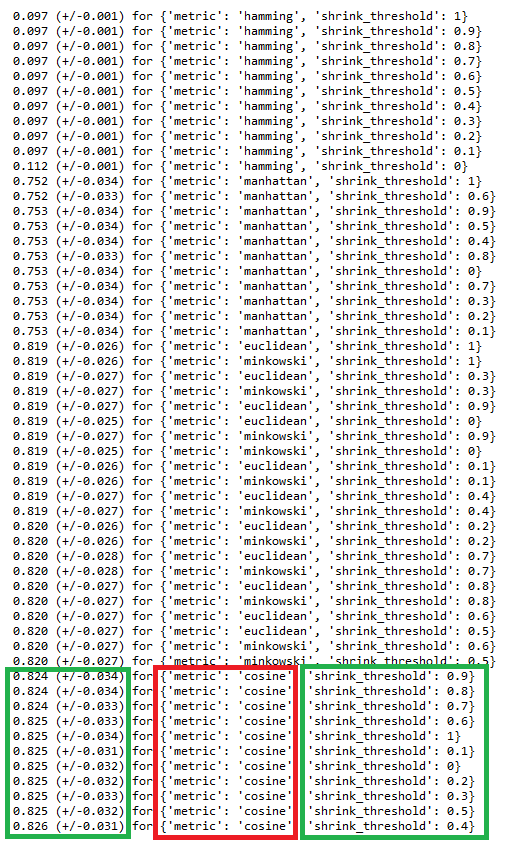 0.097 (+/-0.001) for {'metric': 'hamming', 'shrink_threshold': 1}
0.097 (+/-0.001) for {'metric': 'hamming', 'shrink_threshold': 0.9}
0.097 (+/-0.001) for {'metric': 'hamming', 'shrink_threshold': 0.8}
0.097 (+/-0.001) for {'metric': 'hamming', 'shrink_threshold': 0.7}
0.097 (+/-0.001) for {'metric': 'hamming', 'shrink_threshold': 0.6}
0.097 (+/-0.001) for {'metric': 'hamming', 'shrink_threshold': 0.5}
0.097 (+/-0.001) for {'metric': 'hamming', 'shrink_threshold': 0.4}
0.097 (+/-0.001) for {'metric': 'hamming', 'shrink_threshold': 0.3}
0.097 (+/-0.001) for {'metric': 'hamming', 'shrink_threshold': 0.2}
0.097 (+/-0.001) for {'metric': 'hamming', 'shrink_threshold': 0.1}
0.112 (+/-0.001) for {'metric': 'hamming', 'shrink_threshold': 0}
0.752 (+/-0.034) for {'metric': 'manhattan', 'shrink_threshold': 1}
0.752 (+/-0.033) for {'metric': 'manhattan', 'shrink_threshold': 0.6}
0.753 (+/-0.034) for {'metric': 'manhattan', 'shrink_threshold': 0.9}
0.753 (+/-0.034) for {'metric': 'manhattan', 'shrink_threshold': 0.5}
0.753 (+/-0.034) for {'metric': 'manhattan', 'shrink_threshold': 0.4}
0.753 (+/-0.033) for {'metric': 'manhattan', 'shrink_threshold': 0.8}
0.753 (+/-0.034) for {'metric': 'manhattan', 'shrink_threshold': 0}
0.753 (+/-0.034) for {'metric': 'manhattan', 'shrink_threshold': 0.7}
0.753 (+/-0.034) for {'metric': 'manhattan', 'shrink_threshold': 0.3}
0.753 (+/-0.034) for {'metric': 'manhattan', 'shrink_threshold': 0.2}
0.753 (+/-0.034) for {'metric': 'manhattan', 'shrink_threshold': 0.1}
0.819 (+/-0.026) for {'metric': 'euclidean', 'shrink_threshold': 1}
0.819 (+/-0.026) for {'metric': 'minkowski', 'shrink_threshold': 1}
0.819 (+/-0.027) for {'metric': 'euclidean', 'shrink_threshold': 0.3}
0.819 (+/-0.027) for {'metric': 'minkowski', 'shrink_threshold': 0.3}
0.819 (+/-0.027) for {'metric': 'euclidean', 'shrink_threshold': 0.9}
0.819 (+/-0.025) for {'metric': 'euclidean', 'shrink_threshold': 0}
0.819 (+/-0.027) for {'metric': 'minkowski', 'shrink_threshold': 0.9}
0.819 (+/-0.025) for {'metric': 'minkowski', 'shrink_threshold': 0}
0.819 (+/-0.026) for {'metric': 'euclidean', 'shrink_threshold': 0.1}
0.819 (+/-0.026) for {'metric': 'minkowski', 'shrink_threshold': 0.1}
0.819 (+/-0.027) for {'metric': 'euclidean', 'shrink_threshold': 0.4}
0.819 (+/-0.027) for {'metric': 'minkowski', 'shrink_threshold': 0.4}
0.820 (+/-0.026) for {'metric': 'euclidean', 'shrink_threshold': 0.2}
0.820 (+/-0.026) for {'metric': 'minkowski', 'shrink_threshold': 0.2}
0.820 (+/-0.028) for {'metric': 'euclidean', 'shrink_threshold': 0.7}
0.820 (+/-0.028) for {'metric': 'minkowski', 'shrink_threshold': 0.7}
0.820 (+/-0.027) for {'metric': 'euclidean', 'shrink_threshold': 0.8}
0.820 (+/-0.027) for {'metric': 'minkowski', 'shrink_threshold': 0.8}
0.820 (+/-0.027) for {'metric': 'euclidean', 'shrink_threshold': 0.6}
0.820 (+/-0.027) for {'metric': 'euclidean', 'shrink_threshold': 0.5}
0.820 (+/-0.027) for {'metric': 'minkowski', 'shrink_threshold': 0.6}
0.820 (+/-0.027) for {'metric': 'minkowski', 'shrink_threshold': 0.5}
0.824 (+/-0.034) for {'metric': 'cosine', 'shrink_threshold': 0.9}
0.824 (+/-0.034) for {'metric': 'cosine', 'shrink_threshold': 0.8}
0.824 (+/-0.033) for {'metric': 'cosine', 'shrink_threshold': 0.7}
0.825 (+/-0.033) for {'metric': 'cosine', 'shrink_threshold': 0.6}
0.825 (+/-0.034) for {'metric': 'cosine', 'shrink_threshold': 1}
0.825 (+/-0.031) for {'metric': 'cosine', 'shrink_threshold': 0.1}
0.825 (+/-0.032) for {'metric': 'cosine', 'shrink_threshold': 0}
0.825 (+/-0.032) for {'metric': 'cosine', 'shrink_threshold': 0.2}
0.825 (+/-0.033) for {'metric': 'cosine', 'shrink_threshold': 0.3}
0.825 (+/-0.032) for {'metric': 'cosine', 'shrink_threshold': 0.5}
0.826 (+/-0.031) for {'metric': 'cosine', 'shrink_threshold': 0.4}